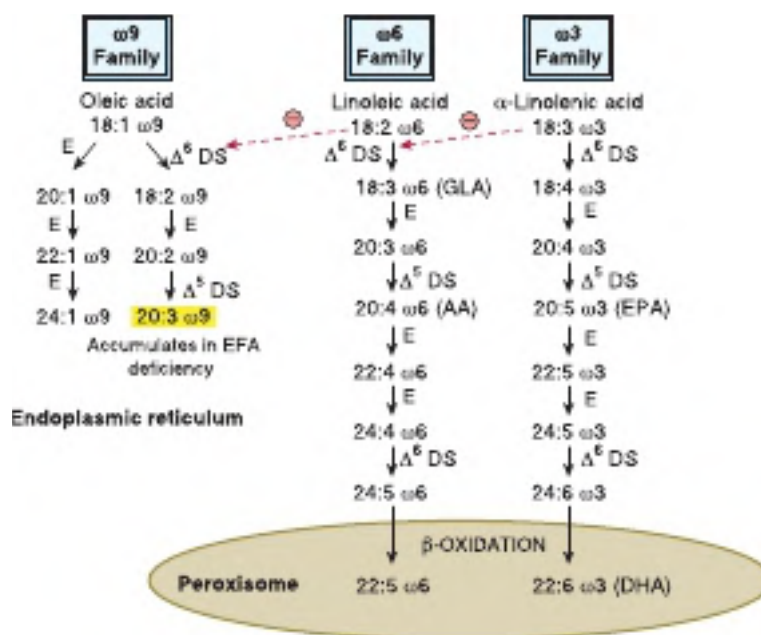 ω9
Family
ω6
Family
ω3
Family
Oleic acid
18:1 ω9
E
Δ⁶ DS
20:1 ω9
18:2 ω9
E
E
22:1 ω9
20:2 ω9
E
Δ⁵ DS
24:1 ω9
20:3 ω9
Accumulates in EFA
deficiency
Endoplasmic reticulum
Linoleic acid
18:2 ω6
Δ⁶ DS
18:3 ω6 (GLA)
E
20:3 ω6
Δ⁵ DS
20:4 ω6 (AA)
E
22:4 ω6
E
24:4 ω6
Δ⁶ DS
24:5 ω6
α-Linolenic acid
18:3 ω3
Δ⁶ DS
18:4 ω3
E
20:4 ω3
Δ⁵ DS
20:5 ω3 (EPA)
E
22:5 ω3
E
24:5 ω3
Δ⁶ DS
24:6 ω3
β-OXIDATION
Peroxisome
22:5 ω6
22:6 ω3 (DHA)